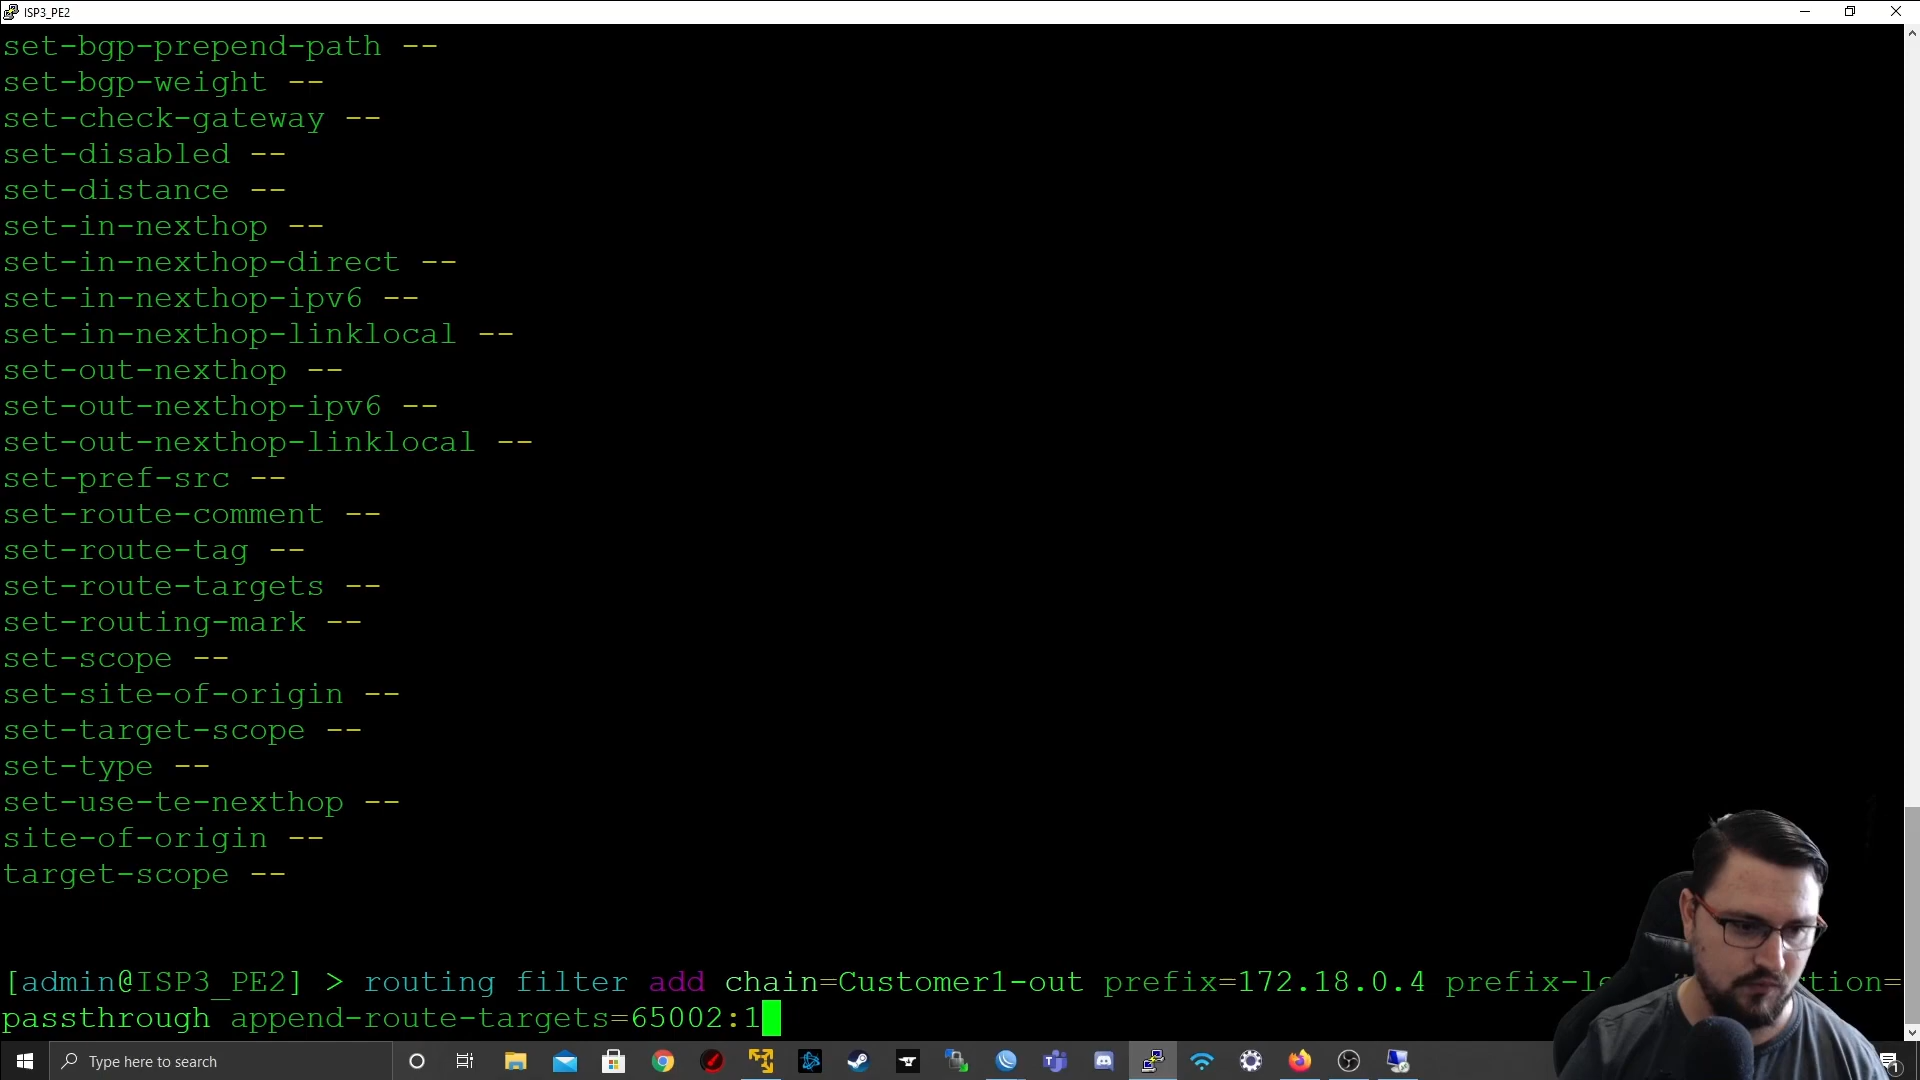 ISP3_PE2
set-bgp-prepend-path --
set-bgp-weight --
set-check-gateway --
set-disabled --
set-distance --
set-in-nexthop --
set-in-nexthop-direct --
set-in-nexthop-ipv6 --
set-in-nexthop-linklocal --
set-out-nexthop --
set-out-nexthop-ipv6 --
set-out-nexthop-linklocal --
set-pref-src --
set-route-comment --
set-route-tag --
set-route-targets --
set-routing-mark --
set-scope --
set-site-of-origin --
set-target-scope --
set-type --
set-use-te-nexthop --
site-of-origin --
target-scope --
[admin@ISP3_PE2] > routing filter add chain=Customer1-out prefix=172.18.0.4
passthrough append-route-targets=65002:1
Type here to search
1